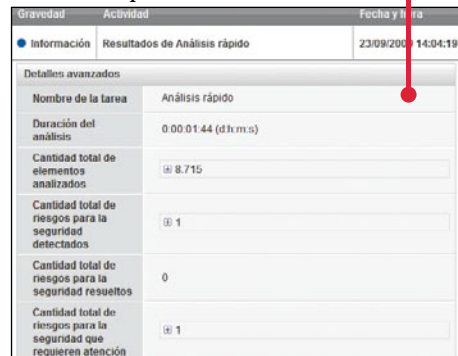 Gravedad Actividad Fecha y hora
Información Resultados de Análisis rápido 23/09/2009 14:04:19
Detalles avanzados
Nombre de la tarea Análisis rápido
Duración del
análisis
0:00:01:44 (d:h:m:s)
Cantidad total de
elementos
analizados
8.715
Cantidad total de
riesgos para la
seguridad
detectados
1
Cantidad total de
riesgos para la
seguridad resueltos
0
Cantidad total de
riesgos para la
seguridad que
requieren atención
1